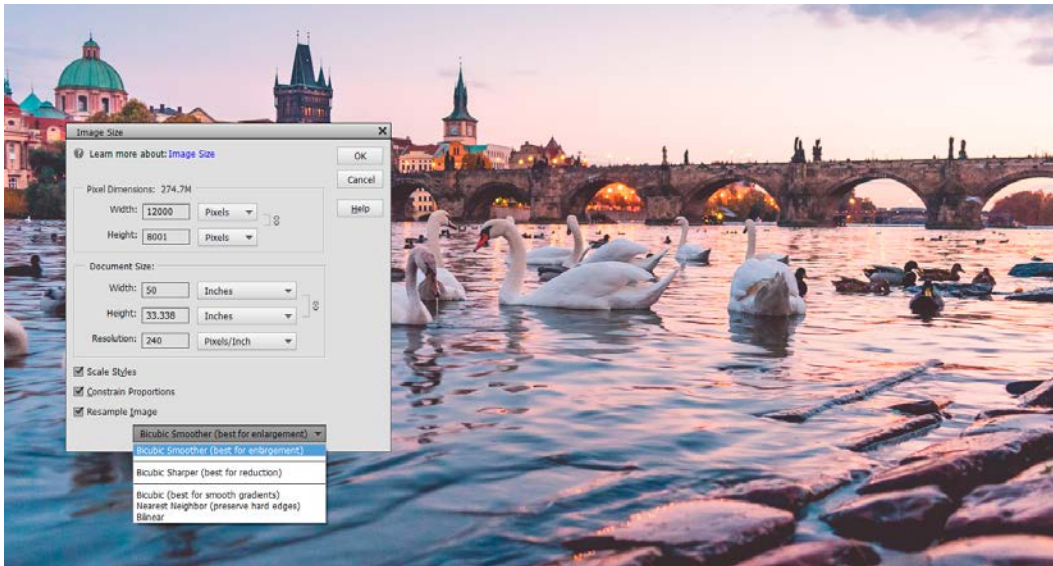 Image Size
Learn more about: Image Size
OK
Cancel
Help
Pixel Dimensions: 274.7M
Width: 12000 Pixels
Height: 8001 Pixels
Document Size:
Width: 50 Inches
Height: 33.338 Inches
Resolution: 240 Pixels/Inch
Scale Styles
Constrain Proportions
Resample Image
Bicubic Smoother (best for enlargement)
Bicubic Smoother (best for enlargement)
Bicubic Sharper (best for reduction)
Bicubic (best for smooth gradients)
Nearest Neighbor (preserve hard edges)
Bilinear